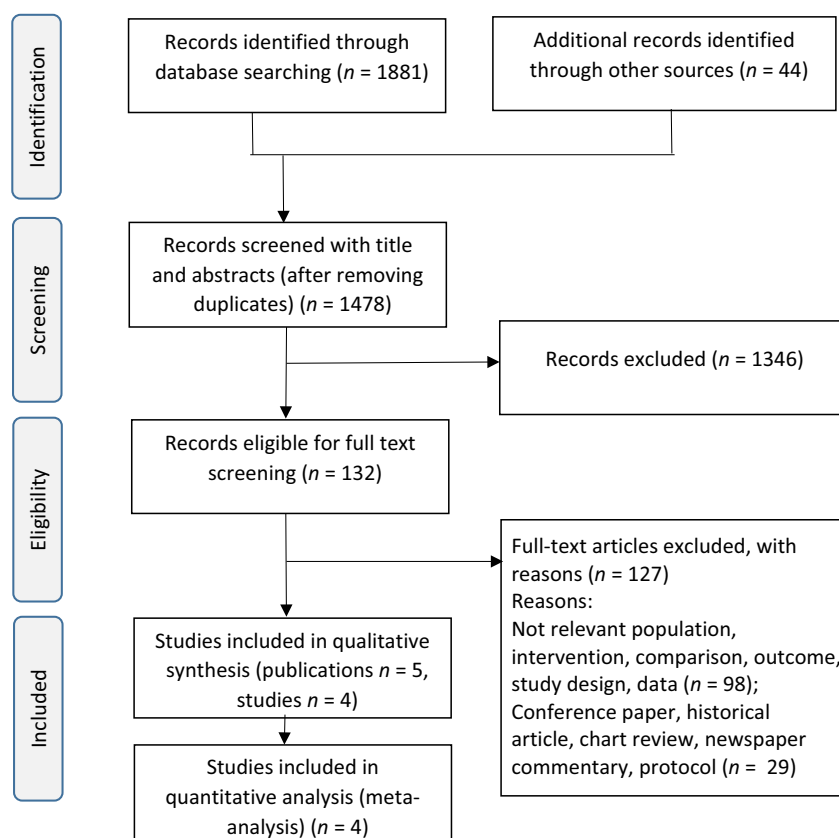 Identification
Records identified through
database searching (n = 1881)
Additional records identified
through other sources (n = 44)
Screening
Records screened with title
and abstracts (after removing
duplicates) (n = 1478)
Records excluded (n = 1346)
Eligibility
Records eligible for full text
screening (n = 132)
Full-text articles excluded, with
reasons (n = 127)
Reasons:
Not relevant population,
intervention, comparison, outcome,
study design, data (n = 98);
Conference paper, historical
article, chart review, newspaper
commentary, protocol (n = 29)
Included
Studies included in qualitative
synthesis (publications n = 5,
studies n = 4)
Studies included in
quantitative analysis (meta-
analysis) (n = 4)